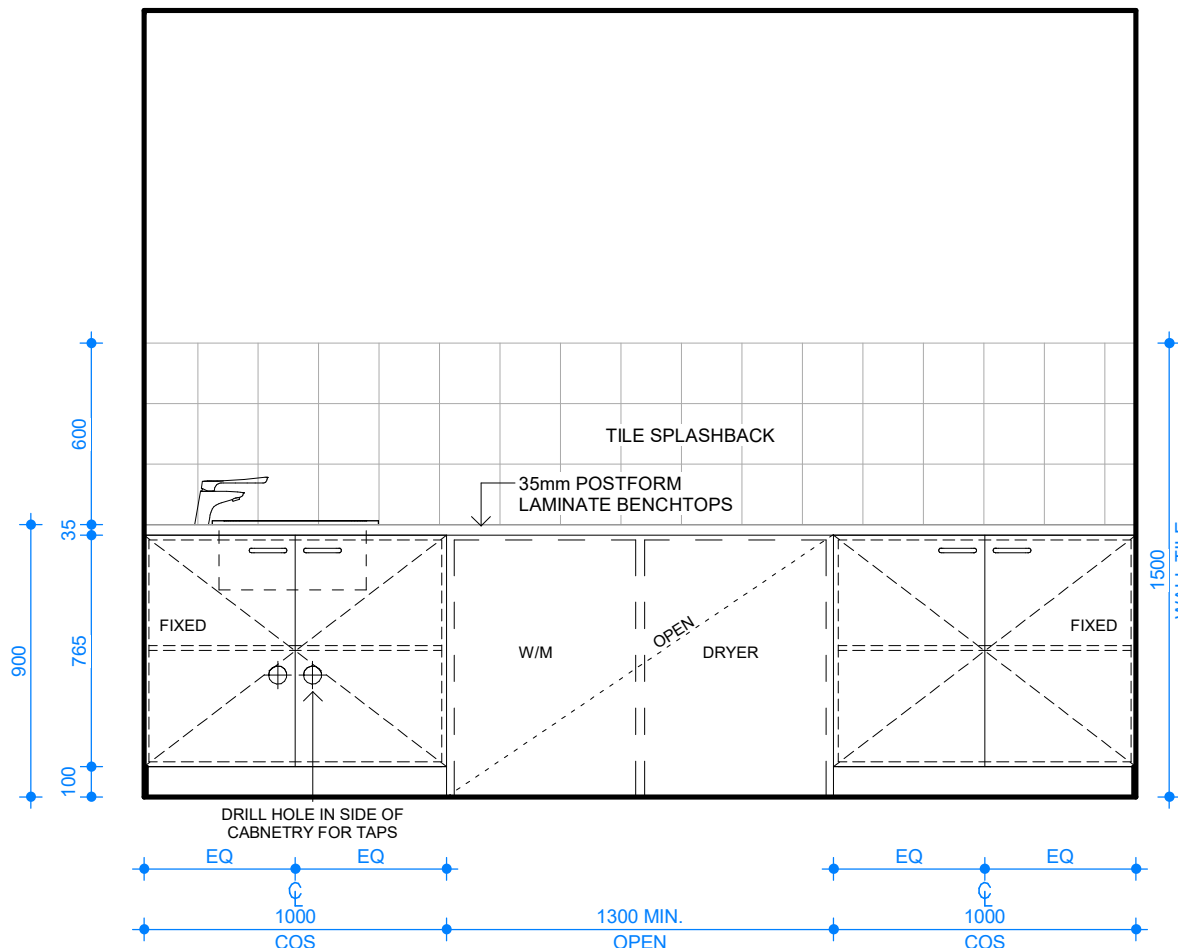 TILE SPLASHBACK
35mm POSTFORM
LAMINATE BENCHTOPS
600
35
765
900
100
1500
FIXED
W/M
OPEN
DRYER
FIXED
DRILL HOLE IN SIDE OF
CABNETRY FOR TAPS
EQ EQ EQ EQ
CL CL
1000 1300 MIN. 1000
COS OPEN COS